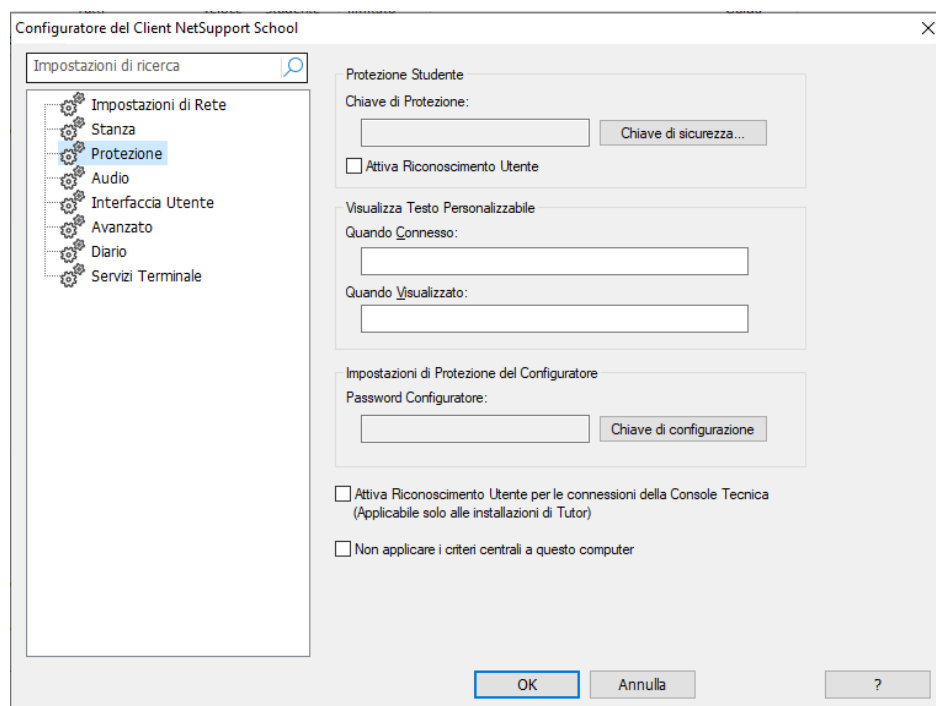 Configuratore del Client NetSupport School
Impostazioni di ricerca
Impostazioni di Rete
Stanza
Protezione
Audio
Interfaccia Utente
Avanzato
Diario
Servizi Terminale
Protezione Studente
Chiave di Protezione:
Chiave di sicurezza...
Attiva Riconoscimento Utente
Visualizza Testo Personalizzabile
Quando Connesso:
Quando Visualizzato:
Impostazioni di Protezione del Configuratore
Password Configuratore:
Chiave di configurazione
Attiva Riconoscimento Utente per le connessioni della Console Tecnica
(Applicabile solo alle installazioni di Tutor)
Non applicare i criteri centrali a questo computer
OK
Annulla
?